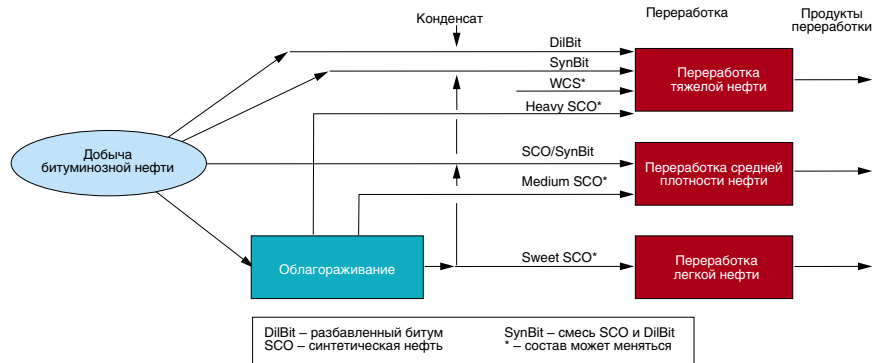 Конденсат
Переработка
Продукты
переработки
DilBit
SynBit
WCS*
Heavy SCO*
Переработка
тяжелой нефти
Добыча
битуминозной нефти
SCO/SynBit
Medium SCO*
Переработка средней
плотности нефти
Облагораживание
Sweet SCO*
Переработка
легкой нефти
DilBit – разбавленный битум
SCO – синтетическая нефть
SynBit – смесь SCO и DilBit
* – состав может меняться